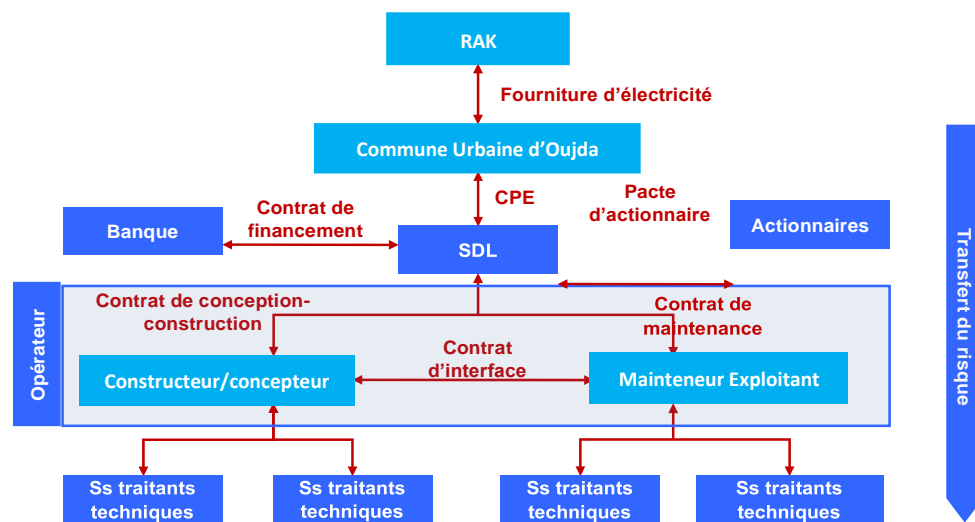 RAK
Fourniture d'électricité
Commune Urbaine d'Oujda
CPE
Pacte
d'actionnaire
Contrat de
financement
Banque
SDL
Actionnaires
Transfert du risque
Opérateur
Contrat de conception-
construction
Contrat de
maintenance
Contrat
d'interface
Constructeur/concepteur
Mainteneur Exploitant
Ss traitants
techniques
Ss traitants
techniques
Ss traitants
techniques
Ss traitants
techniques